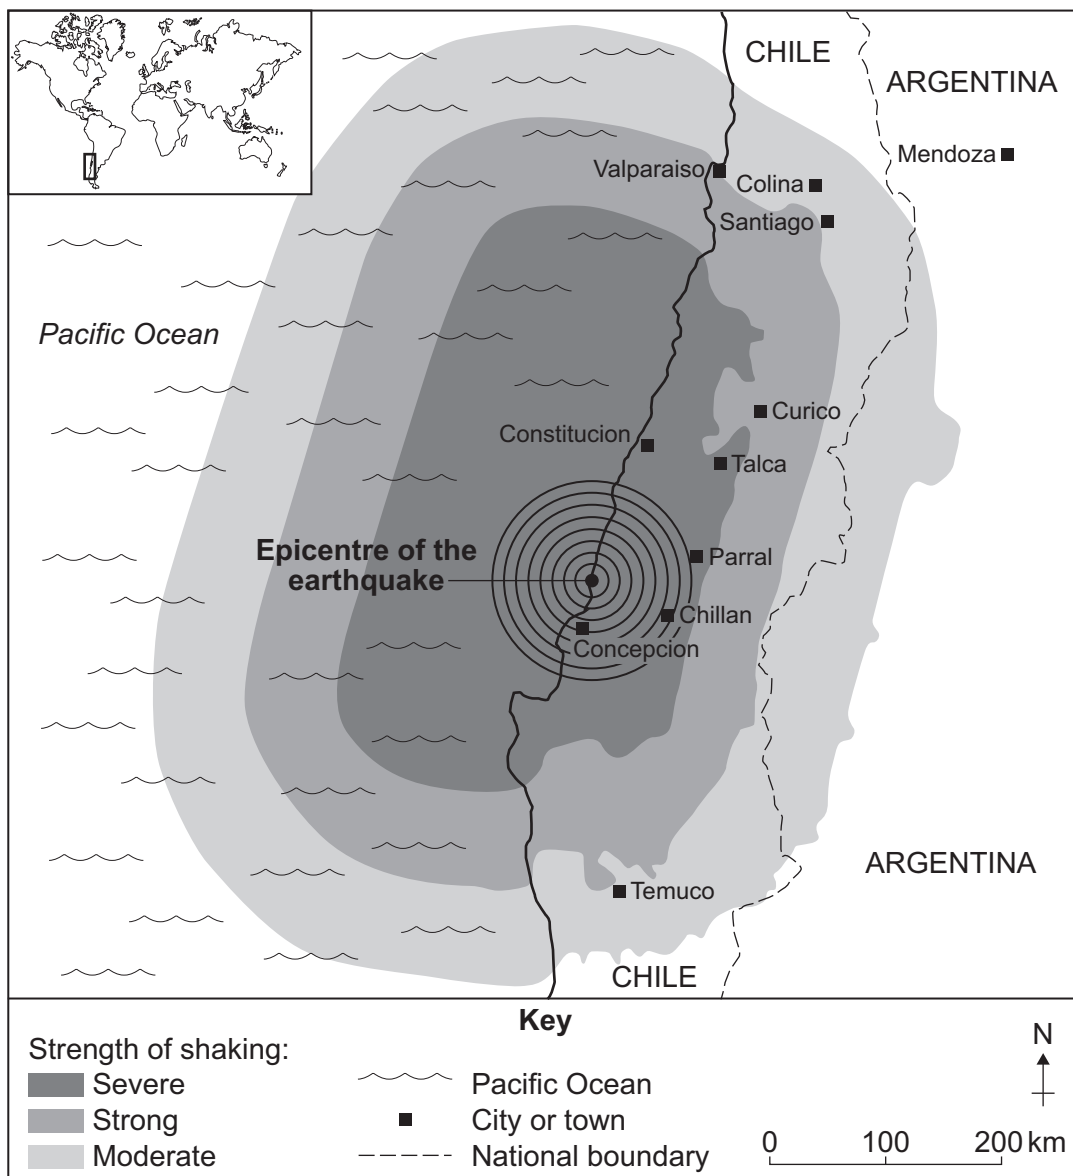 CHILE
ARGENTINA
Mendoza
Valparaiso
Colina
Santiago
Pacific Ocean
Curico
Constitucion
Talca
Epicentre of the
earthquake
Parral
Chillan
Concepcion
ARGENTINA
Temuco
CHILE
Key
Strength of shaking:
Severe
Strong
Moderate
Pacific Ocean
City or town
National boundary
N
0 100 200 km